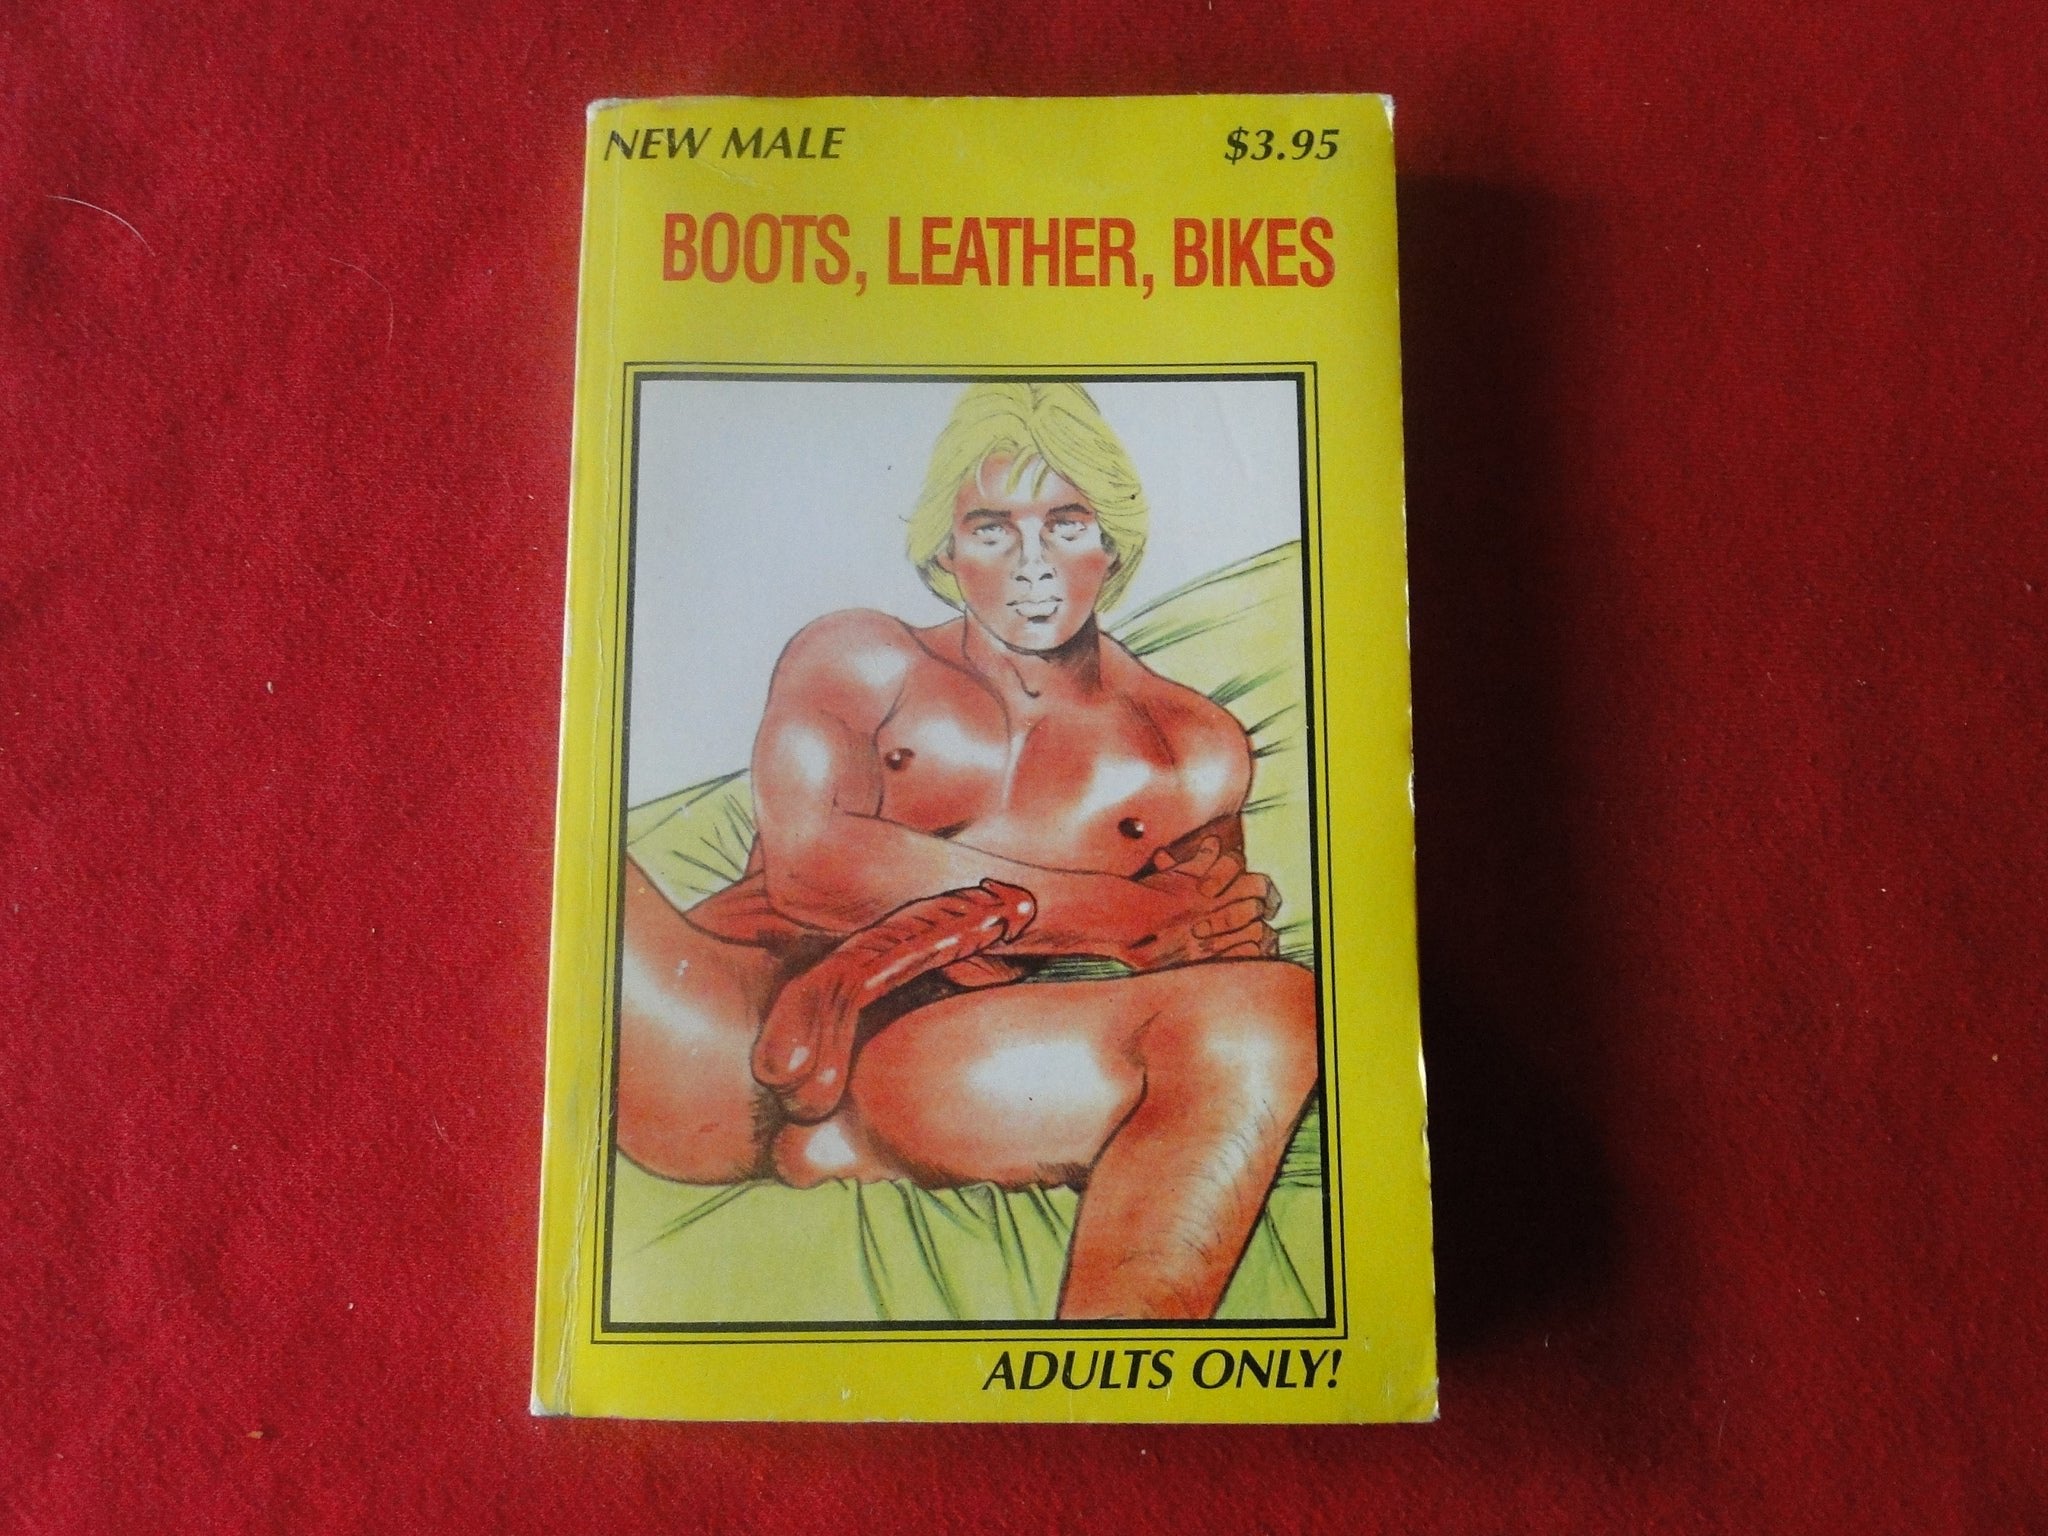 NEW MALE $3.95
BOOTS, LEATHER, BIKES
ADULTS ONLY!